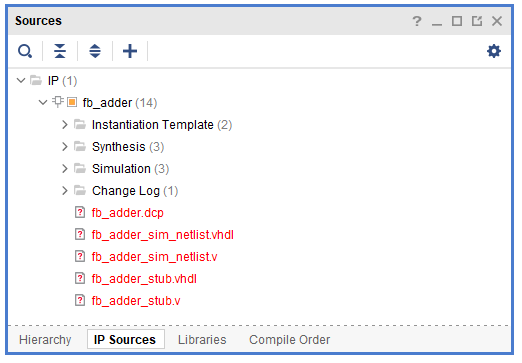 Sources
IP (1)
fb_adder (14)
Instantiation Template (2)
Synthesis (3)
Simulation (3)
Change Log (1)
fb_adder.dcp
fb_adder_sim_netlist.vhdl
fb_adder_sim_netlist.v
fb_adder_stub.vhdl
fb_adder_stub.v
Hierarchy IP Sources Libraries Compile Order